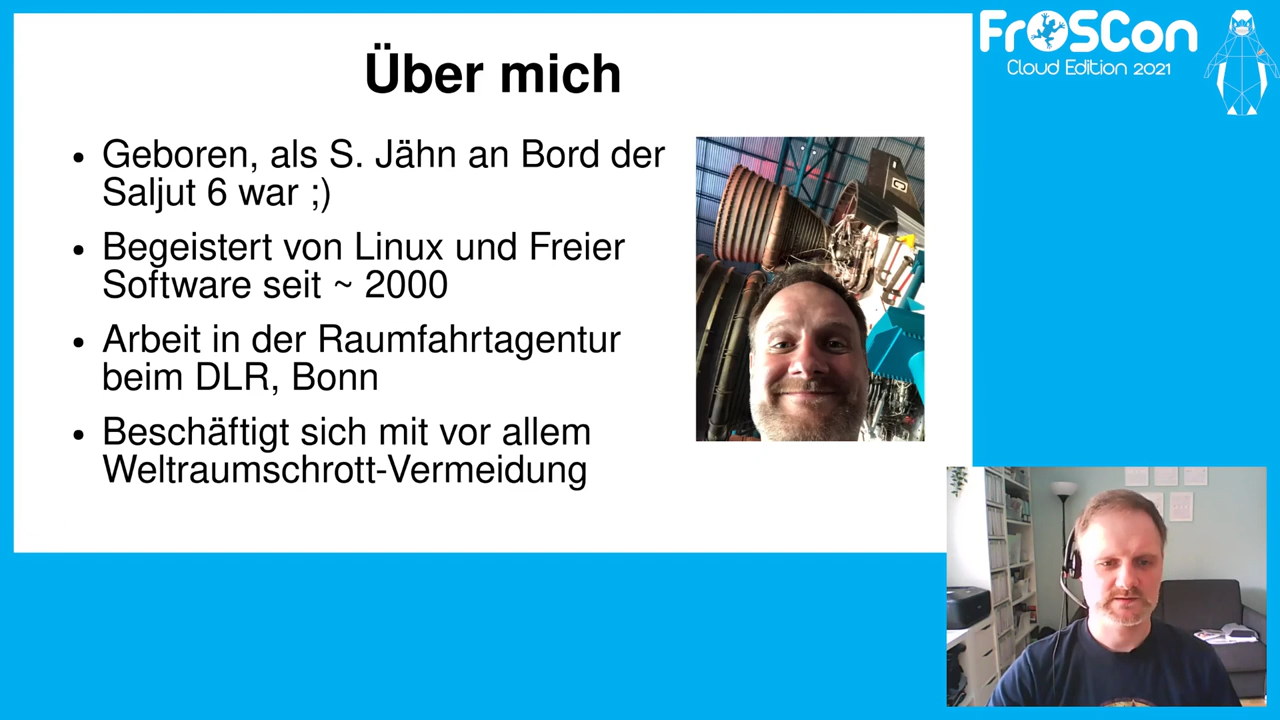 Über mich
• Geboren, als S. Jähn an Bord der
Saljut 6 war ;)
• Begeistert von Linux und Freier
Software seit ~ 2000
• Arbeit in der Raumfahrtagentur
beim DLR, Bonn
• Beschäftigt sich mit vor allem
Weltraumschrott-Vermeidung
FrOSCon
Cloud Edition 2021